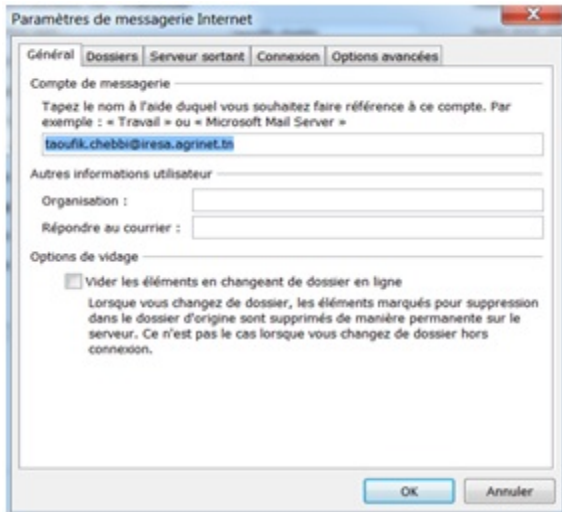 Paramètres de messagerie Internet
Général Dossiers Serveur sortant Connexion Options avancées
Compte de messagerie
Tapez le nom à l'aide duquel vous souhaitez faire référence à ce compte. Par
exemple : « Travail » ou « Microsoft Mail Server »
taoufik.chebbi@iresa.agrinet.tn
Autres informations utilisateur
Organisation :
Répondre au courrier :
Options de vidage
Vider les éléments en changeant de dossier en ligne
Lorsque vous changez de dossier, les éléments marqués pour suppression
dans le dossier d'origine sont supprimés de manière permanente sur le
serveur. Ce n'est pas le cas lorsque vous changez de dossier hors
connexion.
OK Annuler